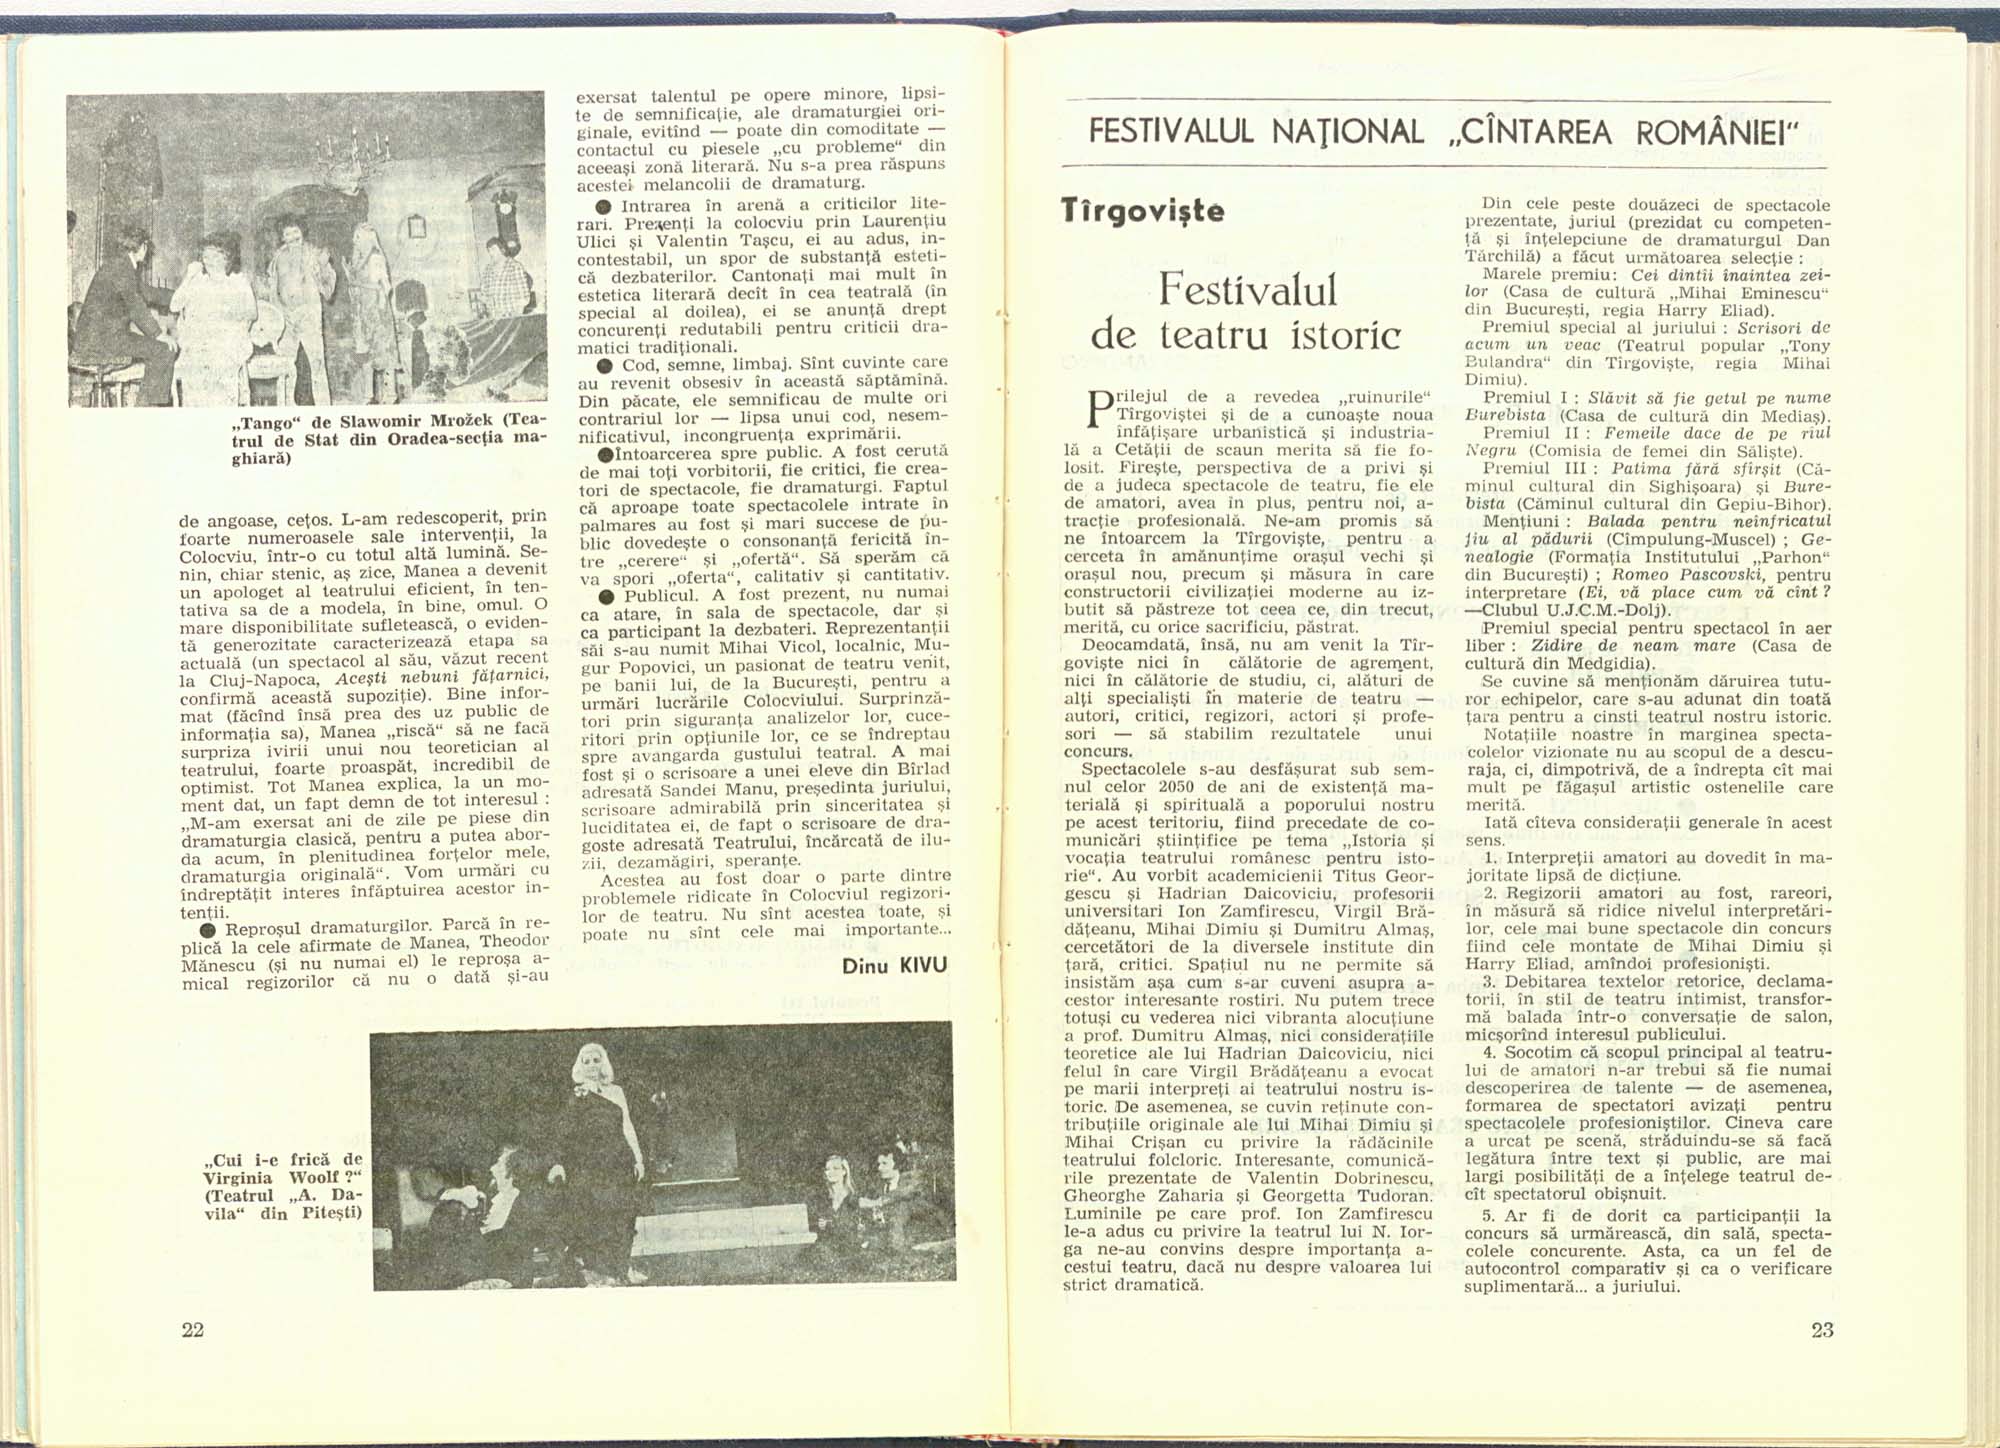 „Tango“ de Slawomir Mrožek (Tea-
trul de Stat din Oradea-secția ma-
ghiară)
de angoase, cețos. L-am redescoperit, prin
foarte numeroasele sale intervenții, la
Colocviu, într-o cu totul altă lumină. Se-
nin, chiar stenic, aș zice, Manea a devenit
un apologet al teatrului eficient, în ten-
tativa sa de a modela, în bine, omul. O
mare disponibilitate sufletească, o eviden-
tă generozitate caracterizează etapa sa
actuală (un spectacol al său, văzut recent
la Cluj-Napoca, Acești nebuni fățarnici,
confirmă această supoziție). Bine infor-
mat (făcînd însă prea des uz public de
informația sa), Manea „riscă“ să ne facă
surpriza ivirii unui nou teoretician al
teatrului, foarte proaspăt, incredibil de
optimist. Tot Manea explica, la un mo-
ment dat, un fapt demn de tot interesul :
„M-am exersat ani de zile pe piese din
dramaturgia clasică, pentru a putea abor-
da acum, în plenitudinea forțelor mele,
dramaturgia originală“. Vom urmări cu
îndreptățit interes înfăptuirea acestor in-
tenții.
● Reproșul dramaturgilor. Parcă în re-
plică la cele afirmate de Manea, Theodor
Mănescu (și nu numai el) le reproșa a-
mical regizorilor că nu o dată și-au
exersat talentul pe opere minore, lipsi-
te de semnificație, ale dramaturgiei ori-
ginale, evitînd — poate din comoditate —
contactul cu piesele „cu probleme“ din
aceeași zonă literară. Nu s-a prea răspuns
acestei melancolii de dramaturg.
● Intrarea în arenă a criticilor lite-
rari. Prezenți la colocviu prin Laurențiu
Ulici și Valentin Tașcu, ei au adus, in-
contestabil, un spor de substanță esteti-
că dezbaterilor. Cantonați mai mult în
estetica literară decît în cea teatrală (în
special al doilea), ei se anunță drept
concurenți redutabili pentru criticii dra-
matici tradiționali.
● Cod, semne, limbaj. Sînt cuvinte care
au revenit obsesiv în această săptămînă.
Din păcate, ele semnificau de multe ori
contrariul lor — lipsa unui cod, nesem-
nificativul, incongruența exprimării.
●Întoarcerea spre public. A fost cerută
de mai toți vorbitorii, fie critici, fie crea-
tori de spectacole, fie dramaturgi. Faptul
că aproape toate spectacolele intrate în
palmares au fost și mari succese de pu-
blic dovedește o consonanță fericită în-
tre „cerere“ și „ofertă“. Să sperăm că
va spori „oferta“, calitativ și cantitativ.
● Publicul. A fost prezent, nu numai
ca atare, în sala de spectacole, dar și
ca participant la dezbateri. Reprezentanții
săi s-au numit Mihai Vicol, localnic, Mu-
gur Popovici, un pasionat de teatru venit,
pe banii lui, de la București, pentru a
urmări lucrările Colocviului. Surprinză-
tori prin siguranța analizelor lor, cuce-
ritori prin opțiunile lor, ce se îndreptau
spre avangarda gustului teatral. A mai
fost și o scrisoare a unei eleve din Bîrlad
adresată Sandei Manu, președinta juriului,
scrisoare admirabilă prin sinceritatea și
luciditatea ei, de fapt o scrisoare de dra-
goste adresată Teatrului, încărcată de ilu-
zii, dezamăgiri, speranțe.
Acestea au fost doar o parte dintre
problemele ridicate în Colocviul regizori-
lor de teatru. Nu sînt acestea toate, și
poate nu sînt cele mai importante...
Dinu KIVU
„Cui i-e frică de
Virginia Woolf ?“
(Teatrul „A. Da-
vila“ din Pitești)
22
FESTIVALUL NAȚIONAL „CÎNTAREA ROMÂNIEI“
Tîrgoviște
Festivalul
de teatru istoric
Prilejul de a revedea „ruinurile“
Tîrgoviștei și de a cunoaște noua
înfățișare urbanistică și industria-
lă a Cetății de scaun merita să fie fo-
losit. Firește, perspectiva de a privi și
de a judeca spectacole de teatru, fie ele
de amatori, avea în plus, pentru noi, a-
tracție profesională. Ne-am promis să
ne întoarcem la Tîrgoviște, pentru a
cerceta în amănunțime orașul vechi și
orașul nou, precum și măsura în care
constructorii civilizației moderne au iz-
butit să păstreze tot ceea ce, din trecut,
merită, cu orice sacrificiu, păstrat.
Deocamdată, însă, nu am venit la Tîr-
goviște nici în călătorie de agrement,
nici în călătorie de studiu, ci, alături de
alți specialiști în materie de teatru —
autori, critici, regizori, actori și profe-
sori — să stabilim rezultatele unui
concurs.
Spectacolele s-au desfășurat sub sem-
nul celor 2050 de ani de existență ma-
terială și spirituală a poporului nostru
pe acest teritoriu, fiind precedate de co-
municări științifice pe tema „Istoria și
vocația teatrului românesc pentru isto-
rie“. Au vorbit academicienii Titus Geor-
gescu și Hadrian Daicoviciu, profesorii
universitari Ion Zamfirescu, Virgil Bră-
dățeanu, Mihai Dimiu și Dumitru Almaș,
cercetători de la diversele institute din
țară, critici. Spațiul nu ne permite să
insistăm așa cum s-ar cuveni asupra a-
cestor interesante rostiri. Nu putem trece
totuși cu vederea nici vibranta alocuțiune
a prof. Dumitru Almaș, nici considerațiile
teoretice ale lui Hadrian Daicoviciu, nici
felul în care Virgil Brădățeanu a evocat
pe marii interpreți ai teatrului nostru is-
toric. De asemenea, se cuvin reținute con-
tribuțiile originale ale lui Mihai Dimiu și
Mihai Crișan cu privire la rădăcinile
teatrului folcloric. Interesante, comunică-
rile prezentate de Valentin Dobrinescu,
Gheorghe Zaharia și Georgetta Tudoran.
Luminile pe care prof. Ion Zamfirescu
le-a adus cu privire la teatrul lui N. Ior-
ga ne-au convins despre importanța a-
cestui teatru, dacă nu despre valoarea lui
strict dramatică.
Din cele peste douăzeci de spectacole
prezentate, juriul (prezidat cu competen-
ță și înțelepciune de dramaturgul Dan
Tărchilă) a făcut următoarea selecție :
Marele premiu: Cei dintîi înaintea zei-
lor (Casa de cultură „Mihai Eminescu“
din București, regia Harry Eliad).
Premiul special al juriului : Scrisori de
acum un veac (Teatrul popular „Tony
Bulandra“ din Tîrgoviște, regia Mihai
Dimiu).
Premiul I : Slăvit să fie getul pe nume
Burebista (Casa de cultură din Mediaș).
Premiul II : Femeile dace de pe rîul
Negru (Comisia de femei din Săliște).
Premiul III : Patima fără sfîrșit (Că-
minul cultural din Sighișoara) și Bure-
bista (Căminul cultural din Gepiu-Bihor).
Mențiuni : Balada pentru neînfricatul
fiu al pădurii (Cîmpulung-Muscel) ; Ge-
nealogie (Formația Institutului „Parhon“
din București) ; Romeo Pascovski, pentru
interpretare (Ei, vă place cum vă cînt ?
—Clubul U.J.C.M.-Dolj).
Premiul special pentru spectacol în aer
liber : Zidire de neam mare (Casa de
cultură din Medgidia).
Se cuvine să menționăm dăruirea tutu-
ror echipelor, care s-au adunat din toată
țara pentru a cinsti teatrul nostru istoric.
Notațiile noastre în marginea specta-
colelor vizionate nu au scopul de a descu-
raja, ci, dimpotrivă, de a îndrepta cît mai
mult pe făgașul artistic ostenelile care
merită.
Iată cîteva considerații generale în acest
sens.
1. Interpreții amatori au dovedit în ma-
joritate lipsă de dicțiune.
2. Regizorii amatori au fost, rareori,
în măsură să ridice nivelul interpretări-
lor, cele mai bune spectacole din concurs
fiind cele montate de Mihai Dimiu și
Harry Eliad, amîndoi profesioniști.
3. Debitarea textelor retorice, declama-
torii, în stil de teatru intimist, transfor-
mă balada într-o conversație de salon,
micșorînd interesul publicului.
4. Socotim că scopul principal al teatru-
lui de amatori n-ar trebui să fie numai
descoperirea de talente — de asemenea,
formarea de spectatori avizați pentru
spectacolele profesioniștilor. Cineva care
a urcat pe scenă, străduindu-se să facă
legătura între text și public, are mai
largi posibilități de a înțelege teatrul de-
cît spectatorul obișnuit.
5. Ar fi de dorit ca participanții la
concurs să urmărească, din sală, specta-
colele concurente. Asta, ca un fel de
autocontrol comparativ și ca o verificare
suplimentară... a juriului.
23